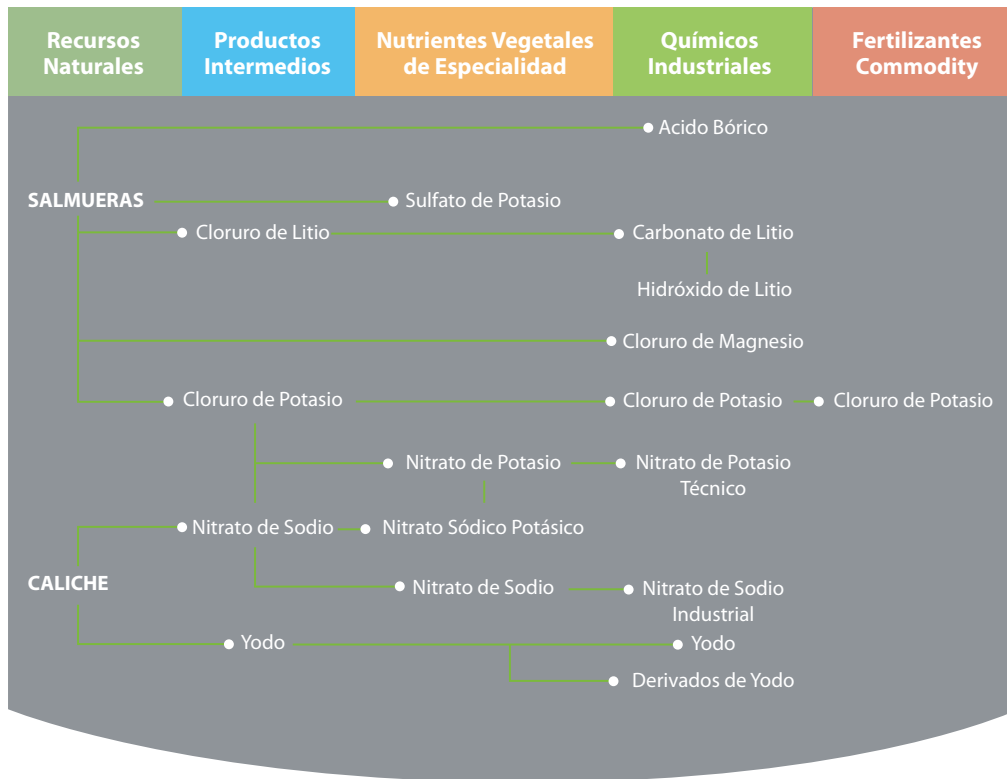 Recursos
Naturales
Productos
Intermedios
Nutrientes Vegetales
de Especialidad
Químicos
Industriales
Fertilizantes
Commodity
Acido Bórico
SALMUERAS
Sulfato de Potasio
Cloruro de Litio
Carbonato de Litio
Hidróxido de Litio
Cloruro de Magnesio
Cloruro de Potasio
Cloruro de Potasio
Cloruro de Potasio
Nitrato de Potasio
Nitrato de Potasio
Técnico
Nitrato de Sodio
Nitrato Sódico Potásico
CALICHE
Nitrato de Sodio
Nitrato de Sodio
Industrial
Yodo
Yodo
Derivados de Yodo